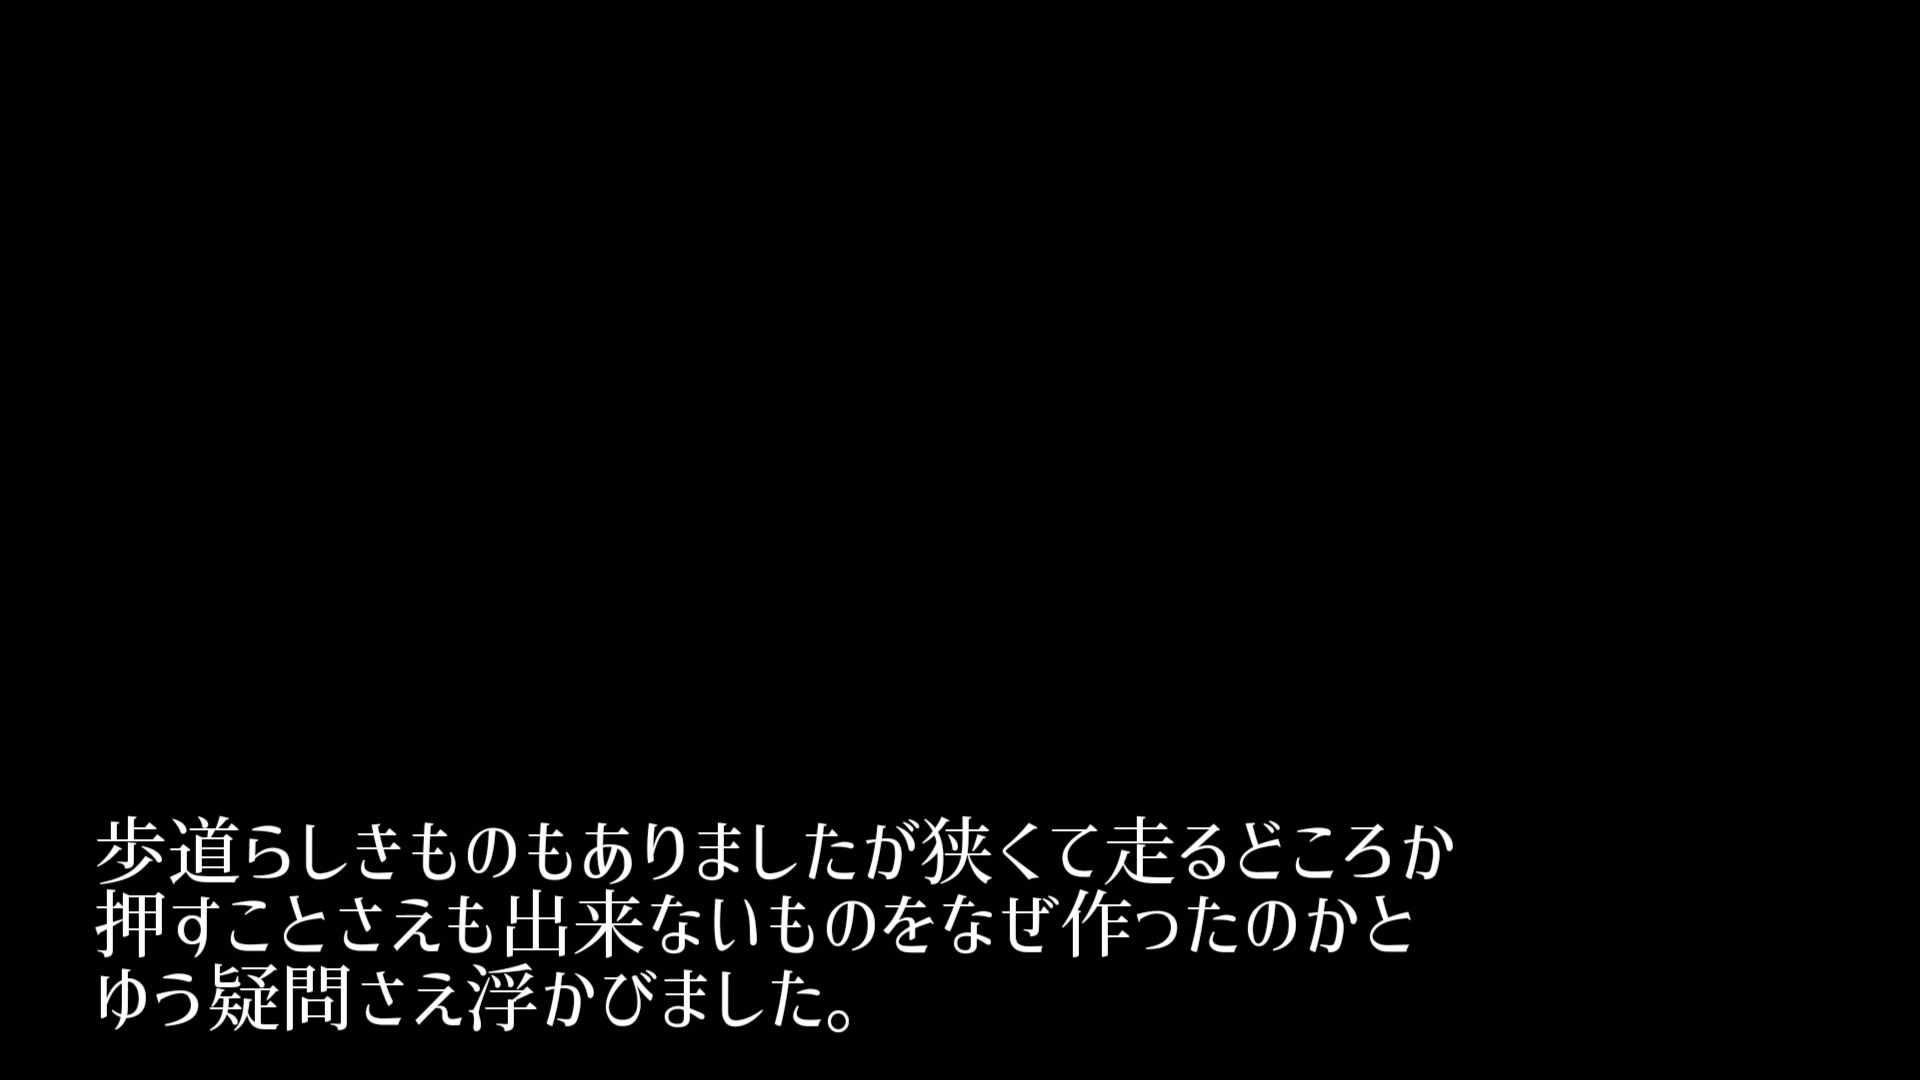 歩道らしきものもありましたが狭くて走るどころか
押すことさえも出来ないものをなぜ作ったのかと
ゆう疑問さえ浮かびました。